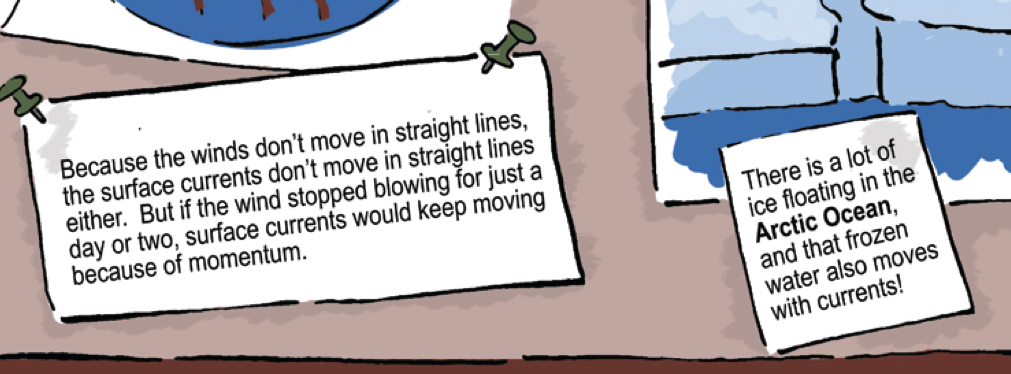 Because the winds don't move in straight lines,
the surface currents don't move in straight lines
either.  But if the wind stopped blowing for just a
day or two, surface currents would keep moving
because of momentum.
There is a lot of
ice floating in the
Arctic Ocean,
and that frozen
water also moves
with currents!